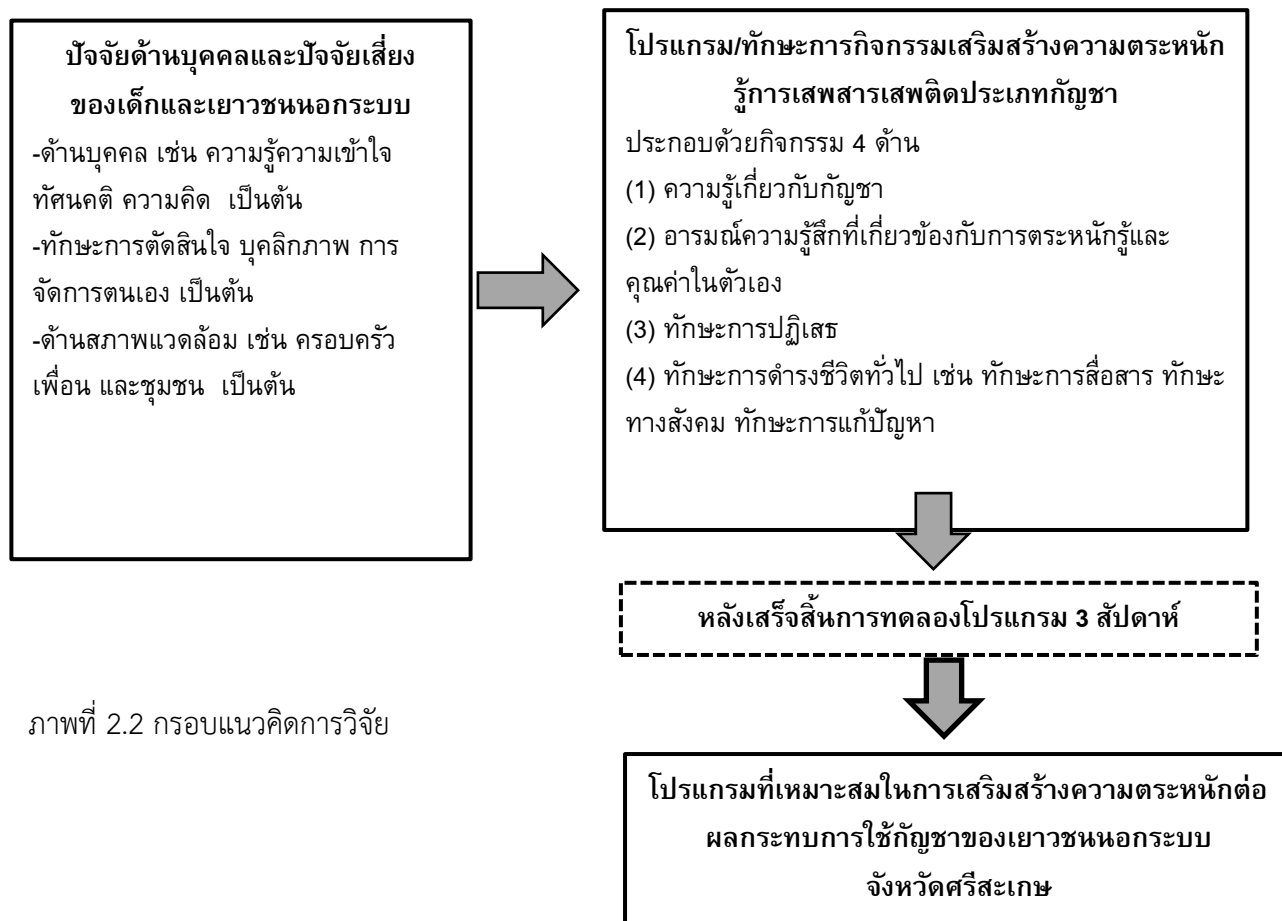 ปัจจัยด้านบุคคลและปัจจัยเสี่ยง
ของเด็กและเยาวชนนอกระบบ
-ด้านบุคคล เช่น ความรู้ความเข้าใจ
ทัศนคติ ความคิด เป็นต้น
-ทักษะการตัดสินใจ บุคลิกภาพ การ
จัดการตนเอง เป็นต้น
-ด้านสภาพแวดล้อม เช่น ครอบครัว
เพื่อน และชุมชน เป็นต้น
โปรแกรม/ทักษะการกิจกรรมเสริมสร้างความตระหนัก
รู้การเสพสารเสพติดประเภทกัญชา
ประกอบด้วยกิจกรรม 4 ด้าน
(1) ความรู้เกี่ยวกับกัญชา
(2) อารมณ์ความรู้สึกที่เกี่ยวข้องกับการตระหนักรู้และ
คุณค่าในตัวเอง
(3) ทักษะการปฏิเสธ
(4) ทักษะการดำรงชีวิตทั่วไป เช่น ทักษะการสื่อสาร ทักษะ
ทางสังคม ทักษะการแก้ปัญหา
หลังเสร็จสิ้นการทดลองโปรแกรม 3 สัปดาห์
ภาพที่ 2.2 กรอบแนวคิดการวิจัย
โปรแกรมที่เหมาะสมในการเสริมสร้างความตระหนักต่อ
ผลกระทบการใช้กัญชาของเยาวชนนอกระบบ
จังหวัดศรีสะเกษ